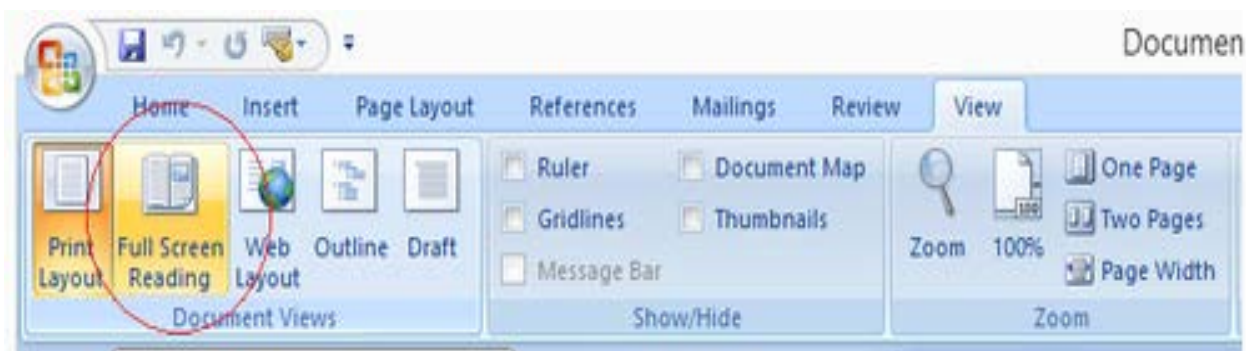 Documen
Home Insert Page Layout References Mailings Review View
Ruler Document Map One Page
Gridlines Thumbnails Two Pages
Print Full Screen Web Outline Draft Message Bar Zoom 100% Page Width
Layout Reading Layout
Document Views Show/Hide Zoom